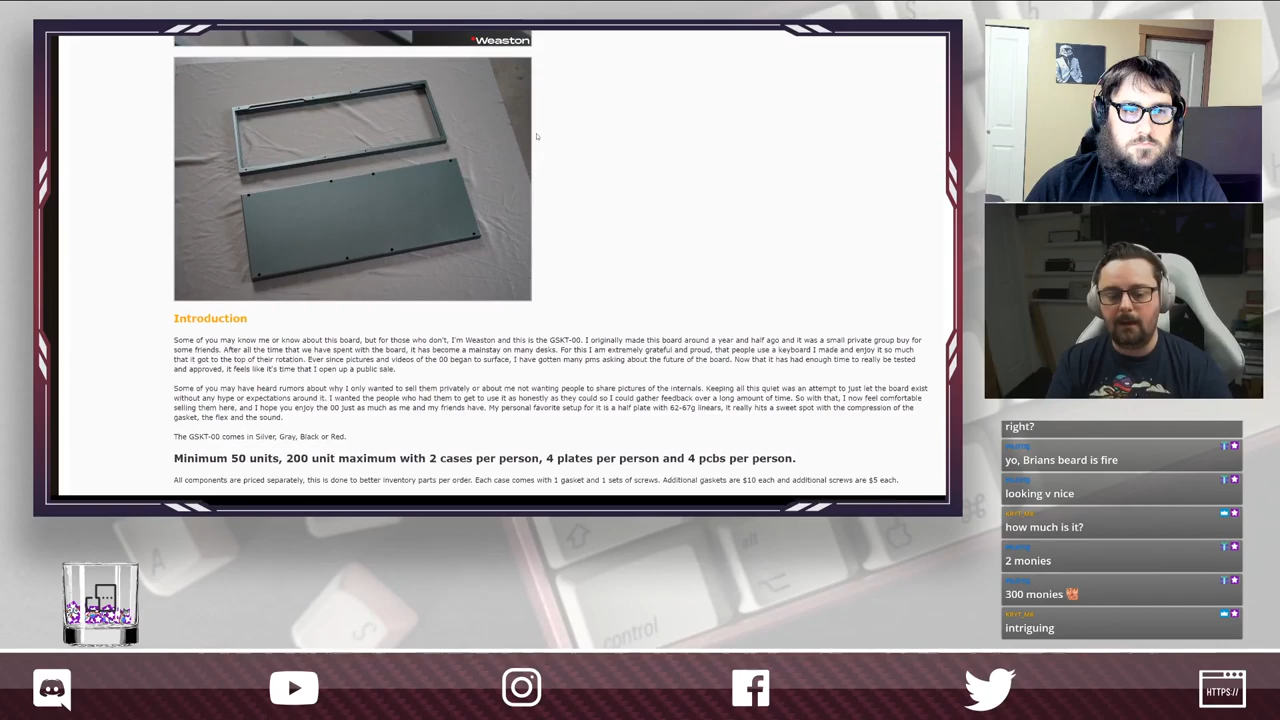 Weaston
Introduction
Some of you may know me or know about this board, but for those who don't, I'm Weaston and this is the GSKT-00. I originally made this board around a year and half ago and it was a small private group buy for
some friends. After all the time that we have spent with the board, it has become a mainstay on many desks. For this I am extremely grateful and proud, that people use a keyboard I made and enjoy it so much
that it got to the top of their rotation. Ever since pictures and videos of the 00 began to surface, I have gotten many pms asking about the future of the board. Now that it has had enough time to really be tested
and approved, it feels like it's time that I open up a public sale.
Some of you may have heard rumors about why I only wanted to sell them privately or about me not wanting people to share pictures of the internals. Keeping all this quiet was an attempt to just let the board exist
without any hype or expectations around it. I wanted the people who had them to get to use it as honestly as they could so I could gather feedback over a long amount of time. So with that, I now feel comfortable
selling them here, and I hope you enjoy the 00 just as much as me and my friends have. My personal favorite setup for it is a half plate with 62-67g linears, it really hits a sweet spot with the compression of the
gasket, the flex and the sound.
The GSKT-00 comes in Silver, Gray, Black or Red.
Minimum 50 units, 200 unit maximum with 2 cases per person, 4 plates per person and 4 pcbs per person.
All components are priced separately, this is done to better inventory parts per order. Each case comes with 1 gasket and 1 sets of screws. Additional gaskets are $10 each and additional screws are $5 each.
right?
yo, Brians beard is fire
looking v nice
KRYT_MK
how much is it?
2 monies
300 monies
KRYT_MK
intriguing
A
S
alt
control
HTTPS://